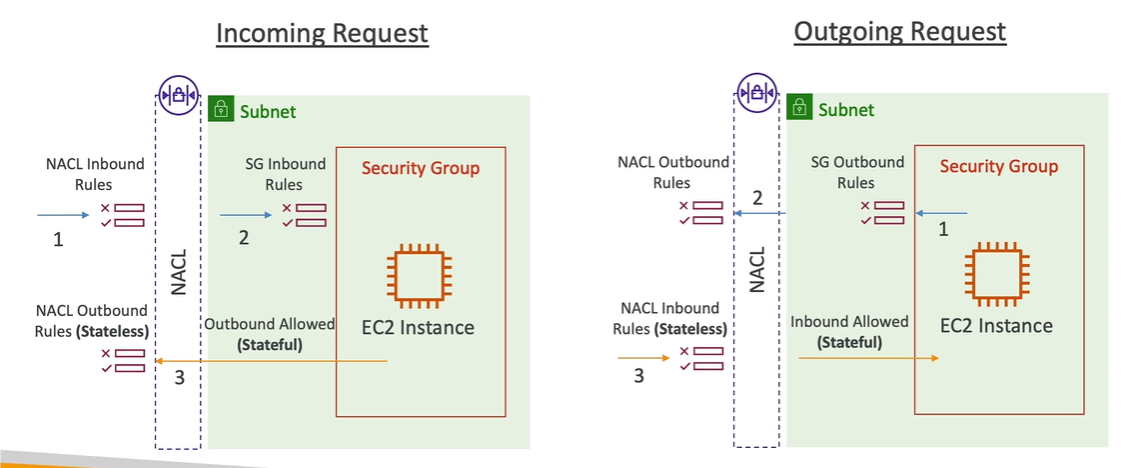 Incoming Request
Subnet
NACL Inbound
Rules
1
SG Inbound
Rules
2
Security Group
NACL
EC2 Instance
NACL Outbound
Rules (Stateless)
Outbound Allowed
(Stateful)
3
Outgoing Request
Subnet
NACL Outbound
Rules
2
SG Outbound
Rules
1
Security Group
NACL
EC2 Instance
NACL Inbound
Rules (Stateless)
3
Inbound Allowed
(Stateful)